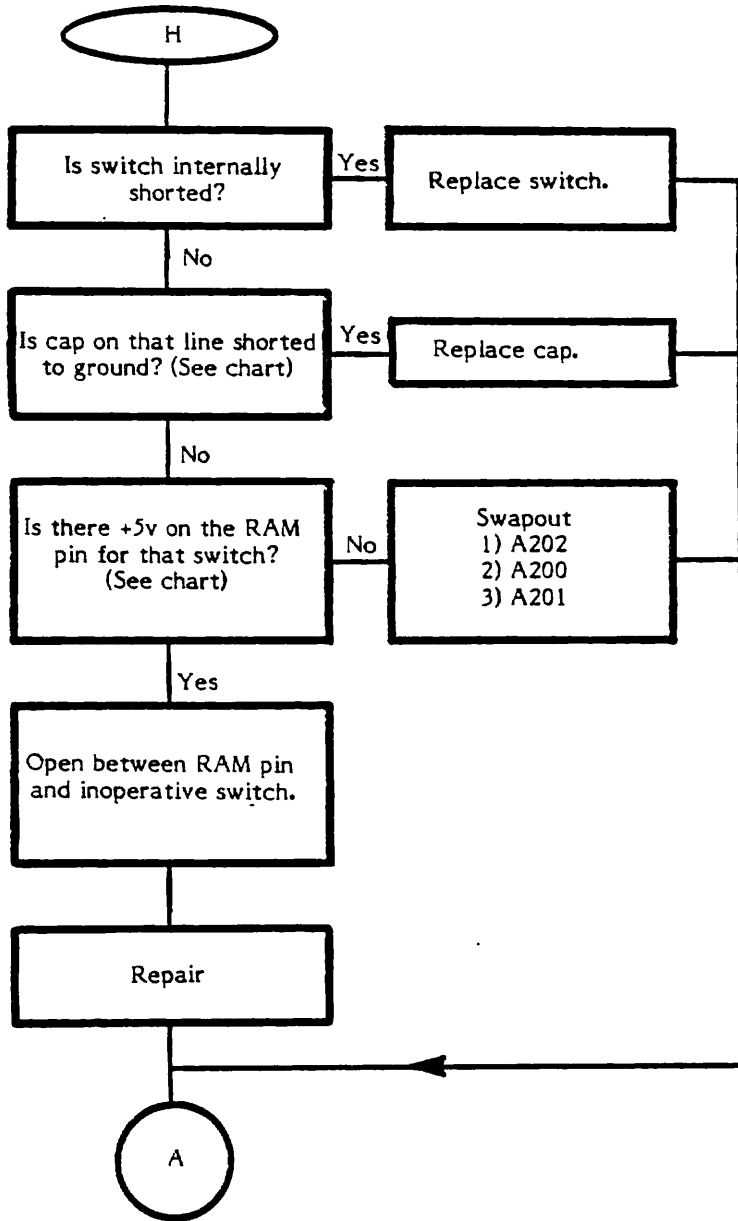 H
Is switch internally
shorted?
Yes
Replace switch.
No
Is cap on that line shorted
to ground? (See chart)
Yes
Replace cap.
No
Is there +5v on the RAM
pin for that switch?
(See chart)
No
Swapout
1) A202
2) A200
3) A201
Yes
Open between RAM pin
and inoperative switch.
Repair
A